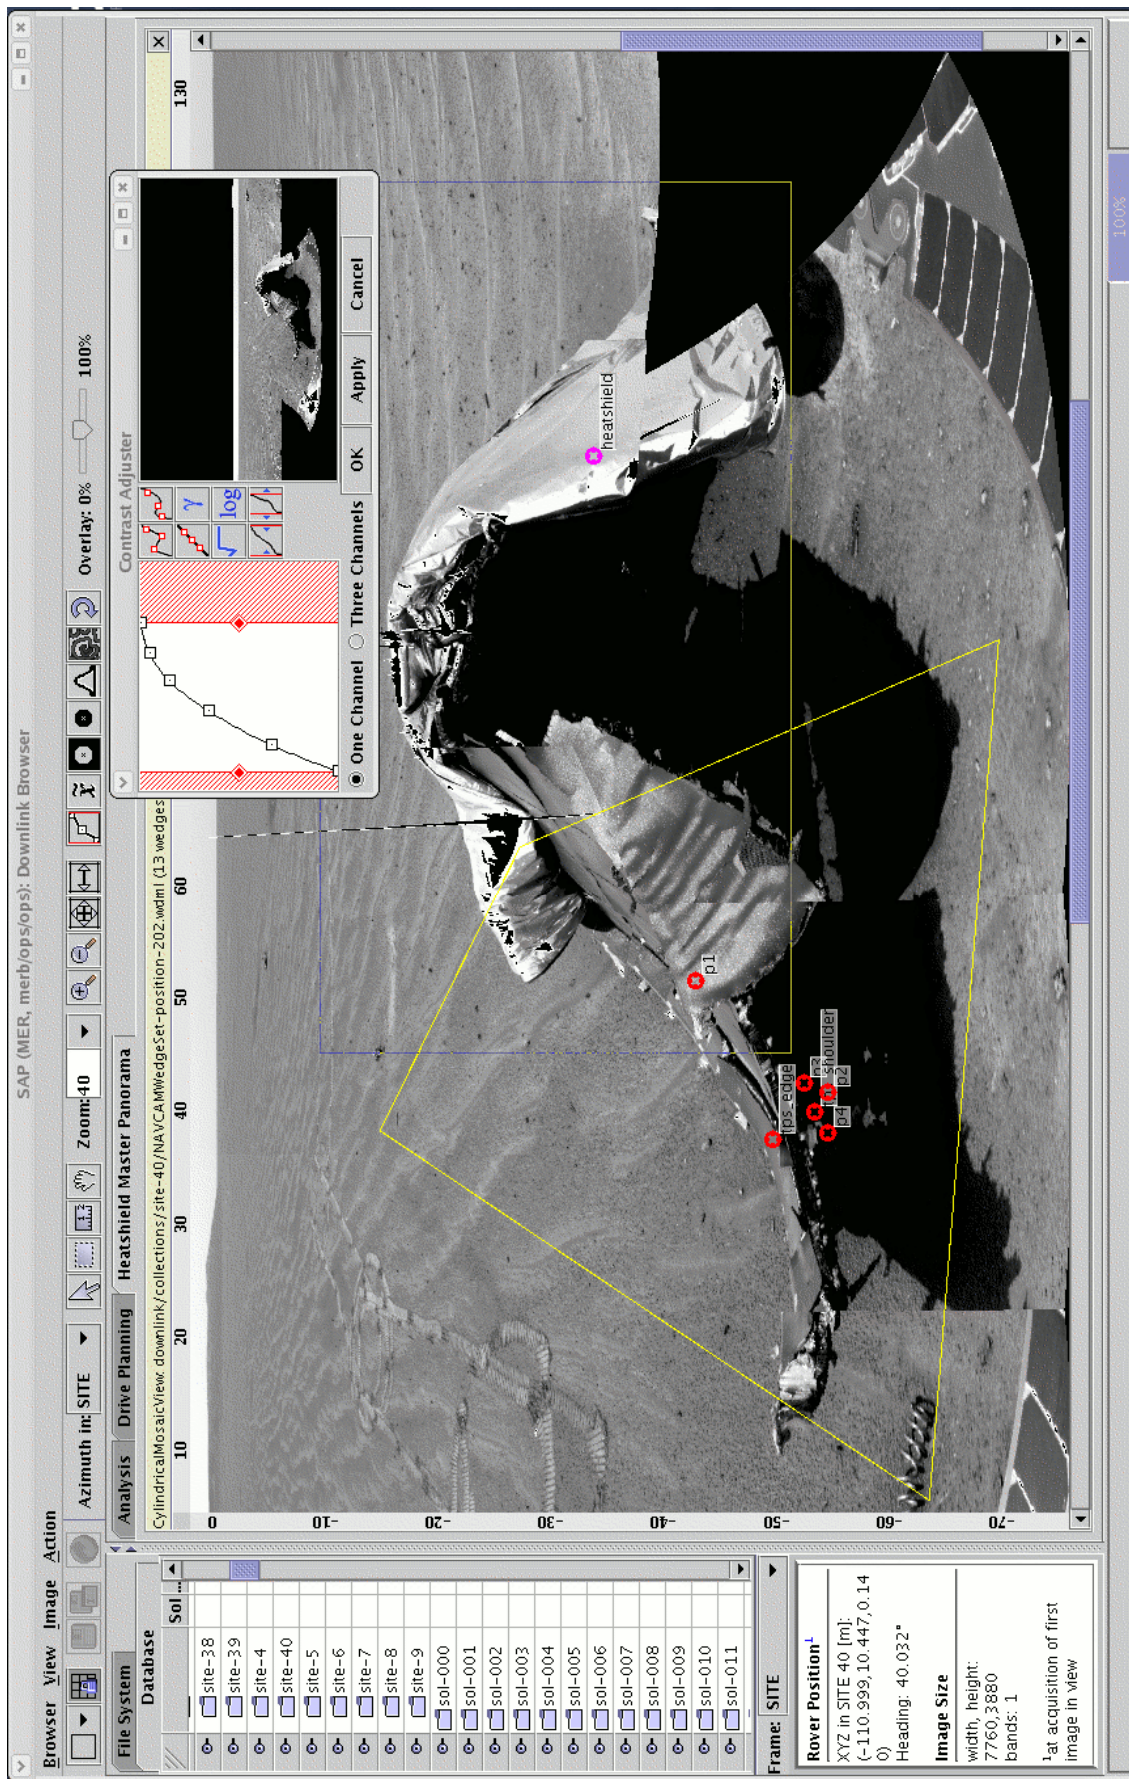 SAP (MER, merb/ops/ops): Downlink Browser
Browser View Image Action
Azimuth in: SITE
Zoom: 40
Overlay: 0% 100%
File System
Database
Sol ...
site-38
site-39
site-4
site-40
site-5
site-6
site-7
site-8
site-9
sol-000
sol-001
sol-002
sol-003
sol-004
sol-005
sol-006
sol-007
sol-008
sol-009
sol-010
sol-011
Frame: SITE
Rover Position¹
XYZ in SITE 40 [m]:
(-110.999,10.447,0.14
0)
Heading: 40.032°
Image Size
width, height:
7760,3880
bands: 1
¹at acquisition of first
image in view
Analysis Drive Planning Heatshield Master Panorama
CylindricalMosaicView: downlink/collections/site-40/NAVCAMWedgeSet-position-202.wdml (13 wedges
10 20 30 40 50 60 130
0
-10
-20
-30
-40
-50
-60
-70
Contrast Adjuster
γ
log
One Channel Three Channels
OK Apply Cancel
heatshield
p1
tps_edge
p3
shoulder
p2
p4
100%